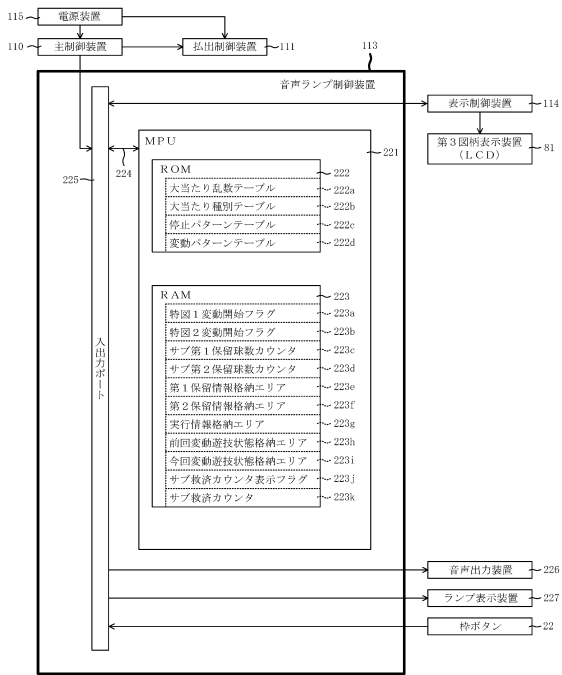 115
電源装置
110
主制御装置
払出制御装置
111
113
音声ランプ制御装置
表示制御装置
114
第３図柄表示装置
（ＬＣＤ）
81
225
224
ＭＰＵ
221
ＲＯＭ
222
大当たり乱数テーブル
222a
大当たり種別テーブル
222b
停止パターンテーブル
222c
変動パターンテーブル
222d
ＲＡＭ
223
特図１変動開始フラグ
223a
特図２変動開始フラグ
223b
サブ第１保留球数カウンタ
223c
サブ第２保留球数カウンタ
223d
第１保留情報格納エリア
223e
第２保留情報格納エリア
223f
実行情報格納エリア
223g
前回変動遊技状態格納エリア
223h
今回変動遊技状態格納エリア
223i
サブ救済カウンタ表示フラグ
223j
サブ救済カウンタ
223k
入出力ポート
音声出力装置
226
ランプ表示装置
227
枠ボタン
22